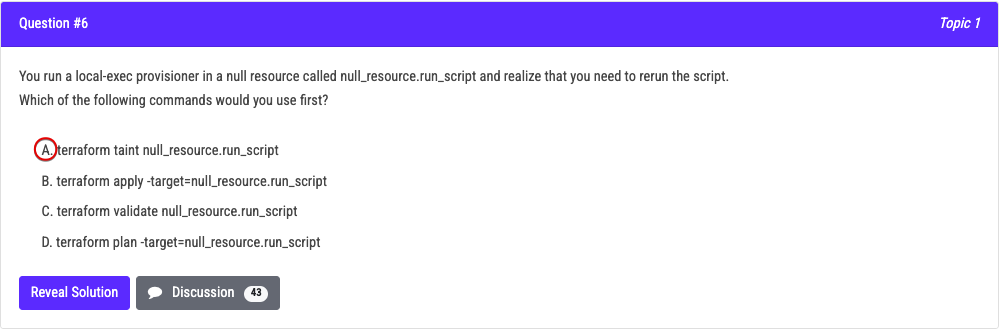 Question #6
Topic 1
You run a local-exec provisioner in a null resource called null_resource.run_script and realize that you need to rerun the script.
Which of the following commands would you use first?
A. terraform taint null_resource.run_script
B. terraform apply -target=null_resource.run_script
C. terraform validate null_resource.run_script
D. terraform plan -target=null_resource.run_script
Reveal Solution
Discussion 43